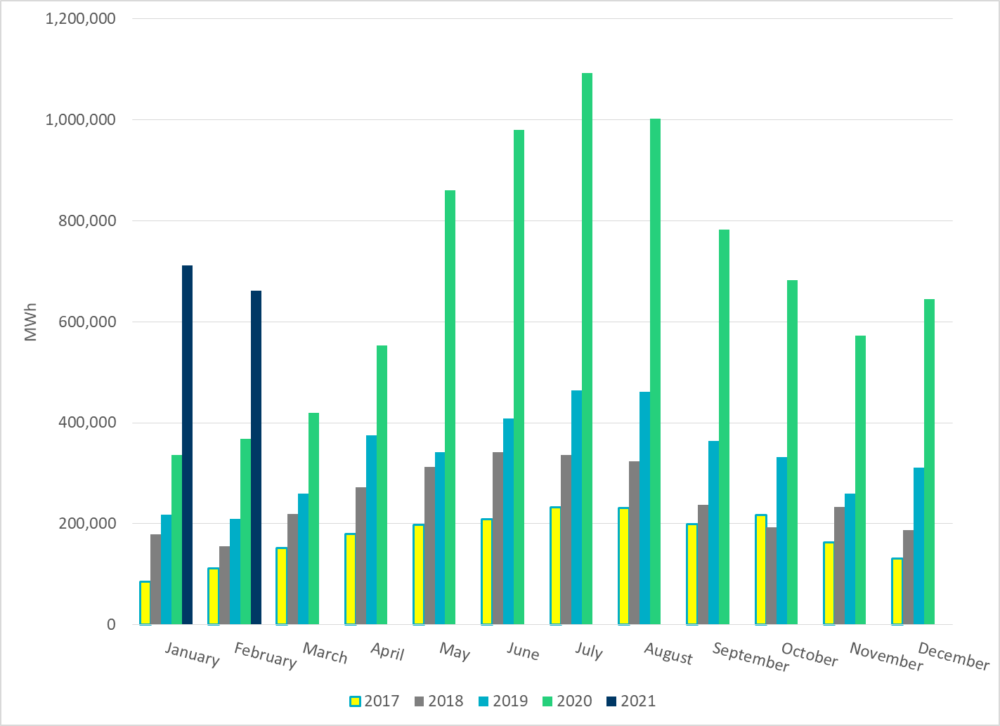 1,200,000
1,000,000
800,000
600,000
400,000
200,000
0
MWh
January February March April May June July August September October November December
2017 2018 2019 2020 2021